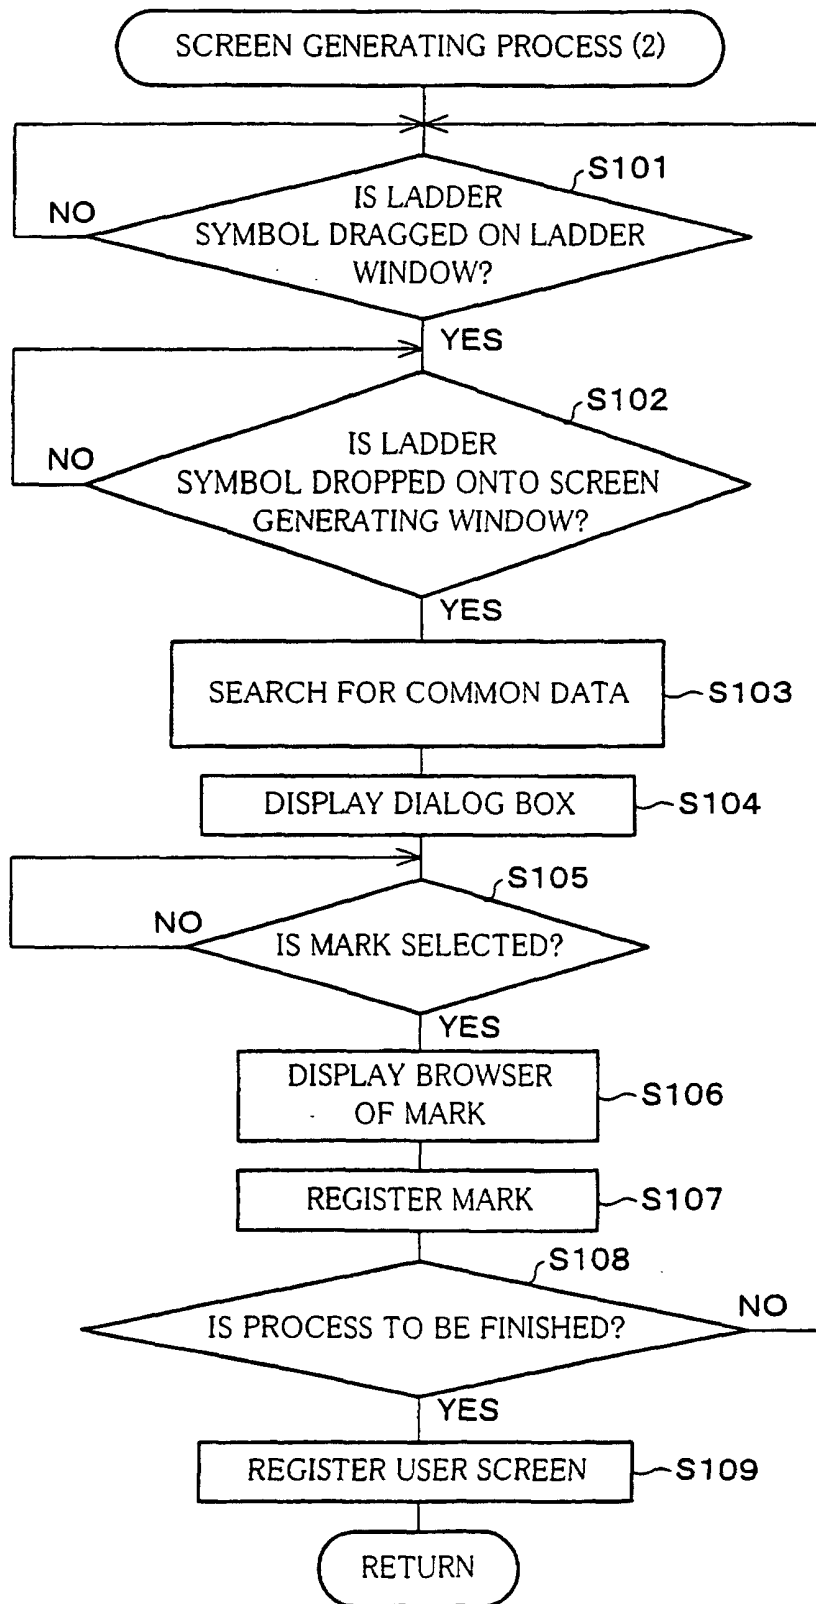 SCREEN GENERATING PROCESS (2)
S101
IS LADDER
SYMBOL DRAGGED ON LADDER
WINDOW?
NO
YES
S102
IS LADDER
SYMBOL DROPPED ONTO SCREEN
GENERATING WINDOW?
NO
YES
SEARCH FOR COMMON DATA
S103
DISPLAY DIALOG BOX
S104
S105
NO
IS MARK SELECTED?
YES
DISPLAY BROWSER
OF MARK
S106
REGISTER MARK
S107
S108
NO
IS PROCESS TO BE FINISHED?
YES
REGISTER USER SCREEN
S109
RETURN